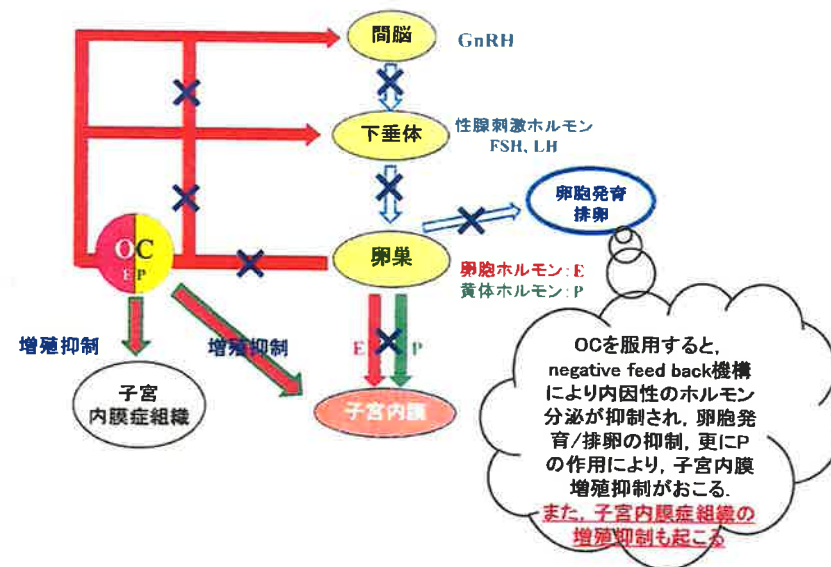 間脳
GnRH
下垂体
性腺刺激ホルモン
FSH、LH
卵胞発育
排卵
OC
E P
卵巣
卵胞ホルモン:E
黄体ホルモン:P
増殖抑制
増殖抑制
E
P
子宮
内膜症組織
子宮内膜
OCを服用すると,
negative feed back機構
により内因性のホルモン
分泌が抑制され, 卵胞発
育/排卵の抑制, 更にP
の作用により, 子宮内膜
増殖抑制がおこる.
また, 子宮内膜症組織の
増殖抑制も起こる